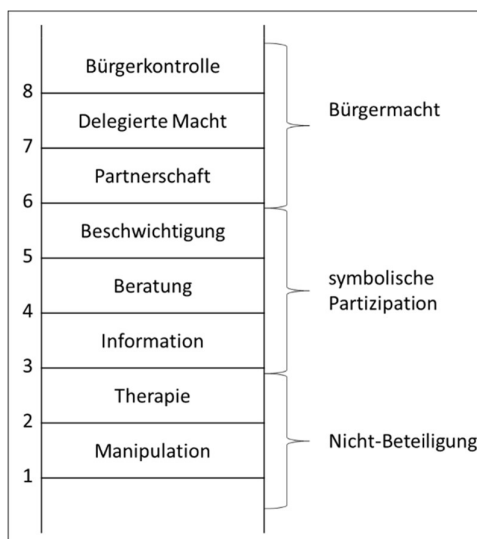 Bürgerkontrolle
8
Delegierte Macht
Bürgermacht
7
Partnerschaft
6
Beschwichtigung
5
Beratung
symbolische
Partizipation
4
Information
3
Therapie
2
Manipulation
Nicht-Beteiligung
1